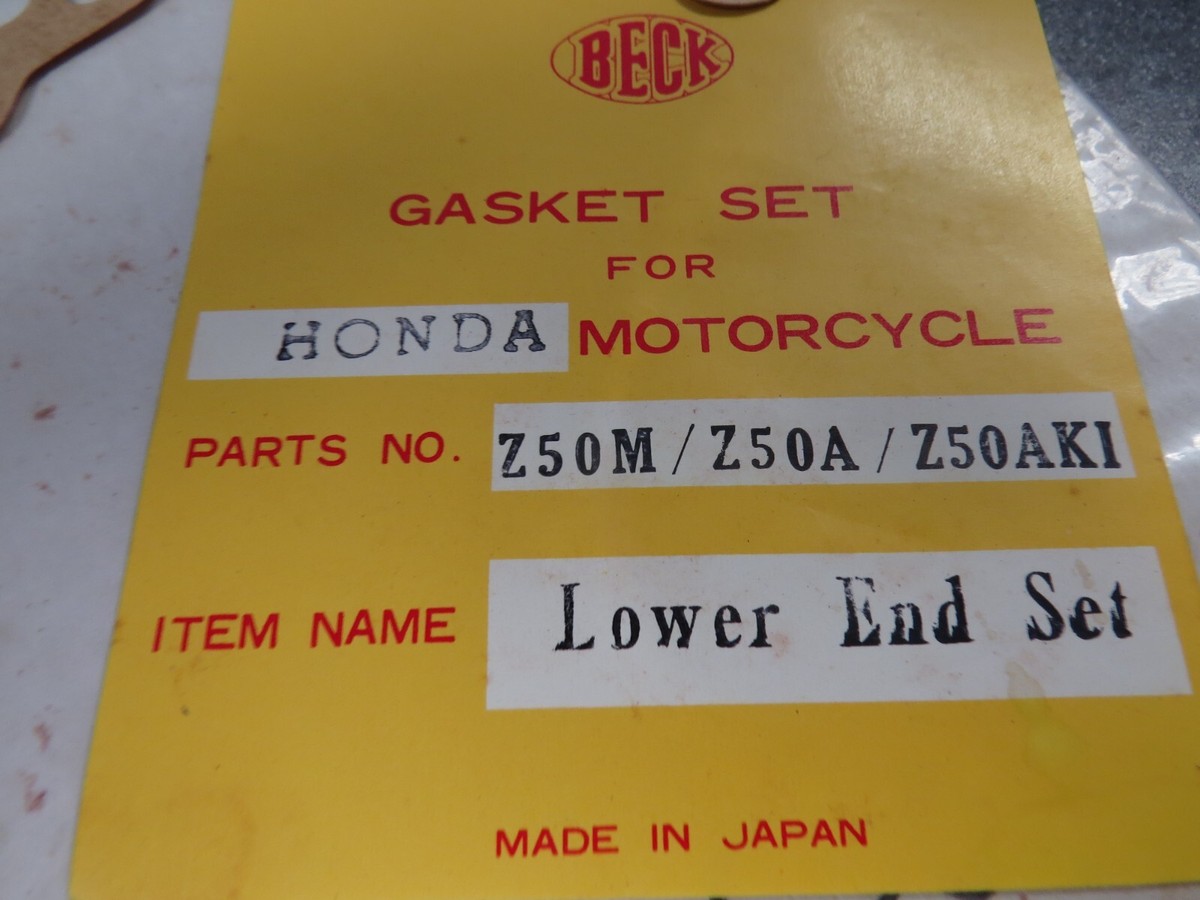 BECK
GASKET SET
FOR
HONDA MOTORCYCLE
PARTS NO. Z50M/Z50A/Z50AKI
ITEM NAME Lower End Set
MADE IN JAPAN